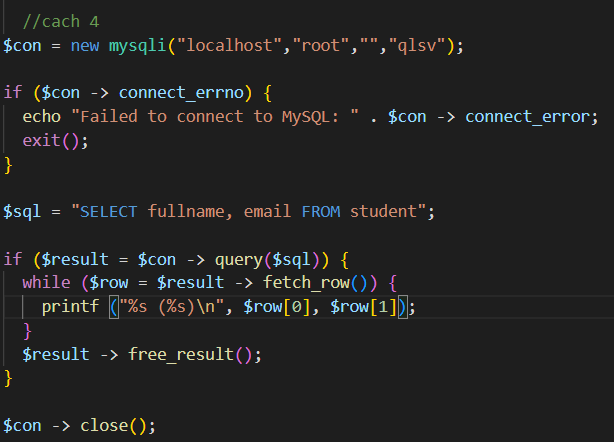 //cach 4
$con = new mysqli("localhost","root","","qlsv");
if ($con -> connect_errno) {
echo "Failed to connect to MySQL: " . $con -> connect_error;
exit();
}
$sql = "SELECT fullname, email FROM student";
if ($result = $con -> query($sql)) {
while ($row = $result -> fetch_row()) {
printf ("%s (%s)\n", $row[0], $row[1]);
}
$result -> free_result();
}
$con -> close();